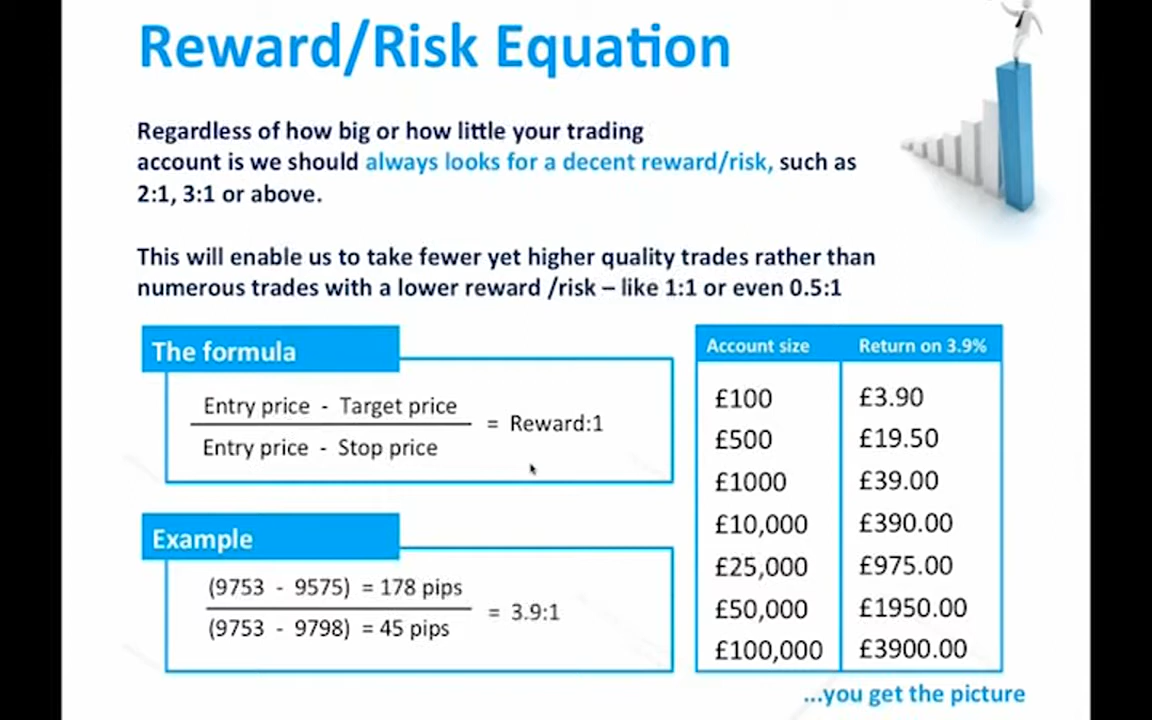 Reward/Risk Equation
Regardless of how big or how little your trading
account is we should always looks for a decent reward/risk, such as
2:1, 3:1 or above.
This will enable us to take fewer yet higher quality trades rather than
numerous trades with a lower reward /risk – like 1:1 or even 0.5:1
The formula
Entry price - Target price
Entry price - Stop price
= Reward:1
Example
(9753 - 9575) = 178 pips
(9753 - 9798) = 45 pips
= 3.9:1
Account size Return on 3.9%
£100 £3.90
£500 £19.50
£1000 £39.00
£10,000 £390.00
£25,000 £975.00
£50,000 £1950.00
£100,000 £3900.00
...you get the picture